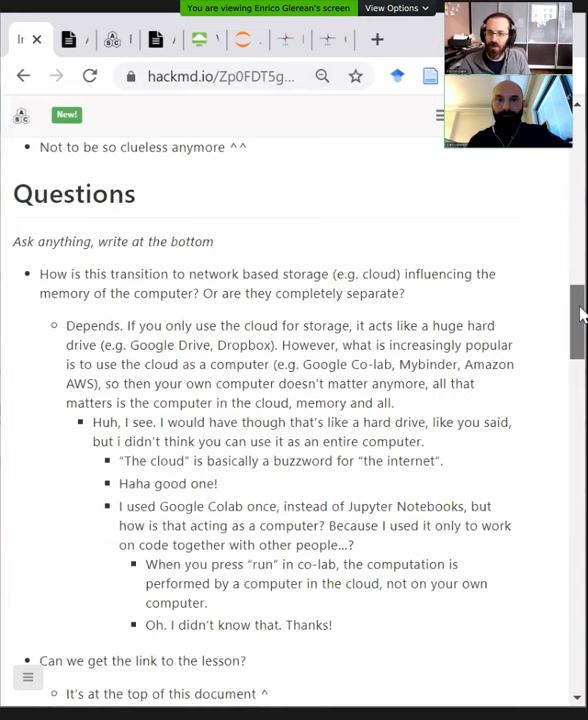 You are viewing Enrico Glerean's screen
View Options
hackmd.io/Zp0FDT5g...
New!
Not to be so clueless anymore ^^
Questions
Ask anything, write at the bottom
How is this transition to network based storage (e.g. cloud) influencing the
memory of the computer? Or are they completely separate?
Depends. If you only use the cloud for storage, it acts like a huge hard
drive (e.g. Google Drive, Dropbox). However, what is increasingly popular
is to use the cloud as a computer (e.g. Google Co-lab, Mybinder, Amazon
AWS), so then your own computer doesn't matter anymore, all that
matters is the computer in the cloud, memory and all.
Huh, I see. I would have though that's like a hard drive, like you said,
but i didn't think you can use it as an entire computer.
"The cloud" is basically a buzzword for "the internet".
Haha good one!
I used Google Colab once, instead of Jupyter Notebooks, but
how is that acting as a computer? Because I used it only to work
on code together with other people...?
When you press "run" in co-lab, the computation is
performed by a computer in the cloud, not on your own
computer.
Oh. I didn't know that. Thanks!
Can we get the link to the lesson?
It's at the top of this document ^